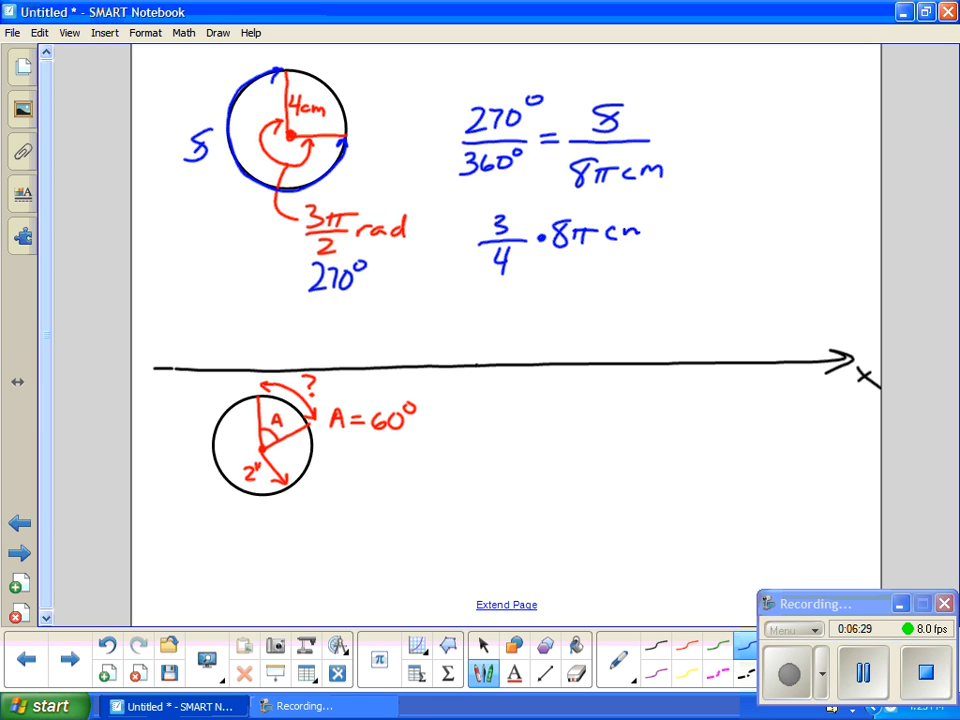 Untitled * - SMART Notebook
File Edit View Insert Format Math Draw Help
4cm
270° / 360° = S / 8π cm
S
3π / 2 rad
270°
3 / 4 • 8π cm
x
?
A
A = 60°
2"
Extend Page
Recording...
Menu
0:06:29
8.0 fps
π
Σ
A
start
Untitled * - SMART N...
Recording...